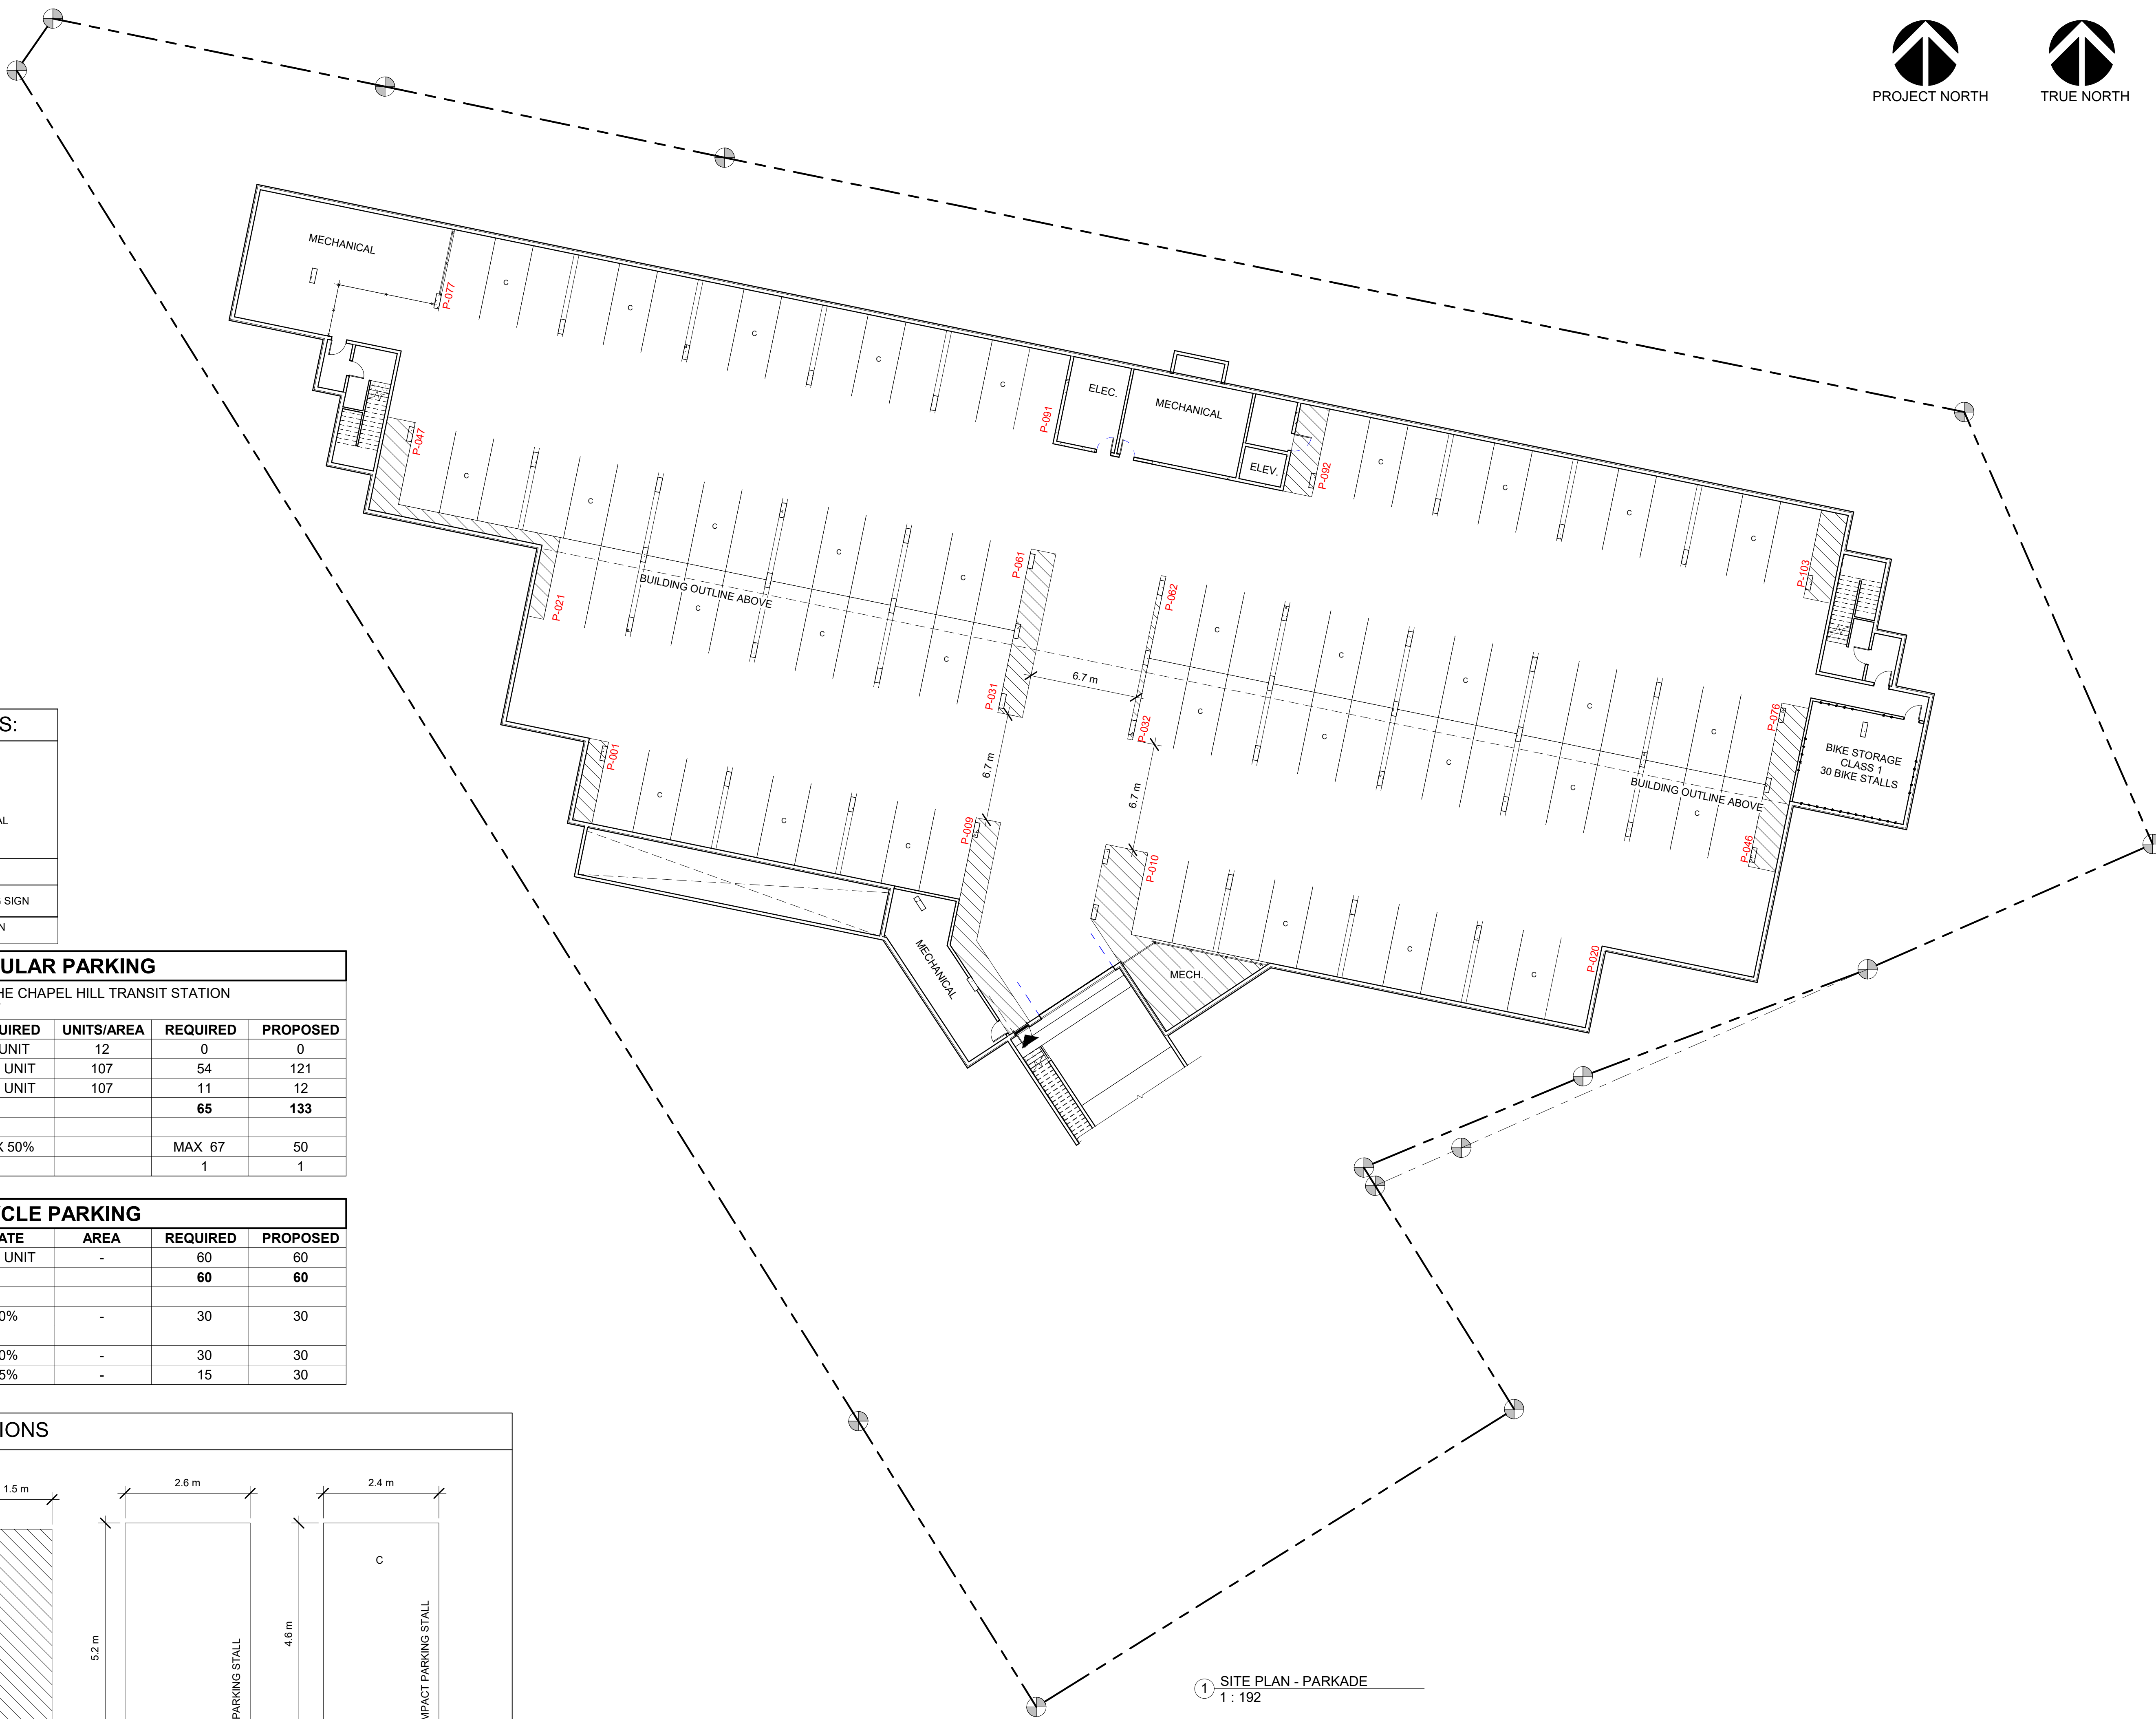 PROJECT NORTH
TRUE NORTH
MECHANICAL
P-077
C
C
C
C
C
P-091
ELEC.
MECHANICAL
ELEV.
P-092
C
C
C
C
P-103
P-047
C
C
C
C
C
P-061
P-062
C
C
C
C
C
P-076
BUILDING OUTLINE ABOVE
P-021
C
C
C
P-031
6.7 m
P-032
C
C
C
C
C
BUILDING OUTLINE ABOVE
P-046
BIKE STORAGE
CLASS 1
30 BIKE STALLS
6.7 m
6.7 m
P-001
C
C
C
P-009
P-010
C
C
C
P-020
MECHANICAL
MECH.
S:
AL
SIGN
N
ULAR PARKING
HE CHAPEL HILL TRANSIT STATION
UIRED UNITS/AREA REQUIRED PROPOSED
UNIT 12 0 0
UNIT 107 54 121
UNIT 107 11 12
65 133
X 50% MAX 67 50
1 1
CLE PARKING
ATE AREA REQUIRED PROPOSED
UNIT - 60 60
60 60
0% - 30 30
0% - 30 30
5% - 15 30
IONS
1.5 m
2.6 m
2.4 m
C
5.2 m
4.6 m
PARKING STALL
MPACT PARKING STALL
1 SITE PLAN - PARKADE
1 : 192